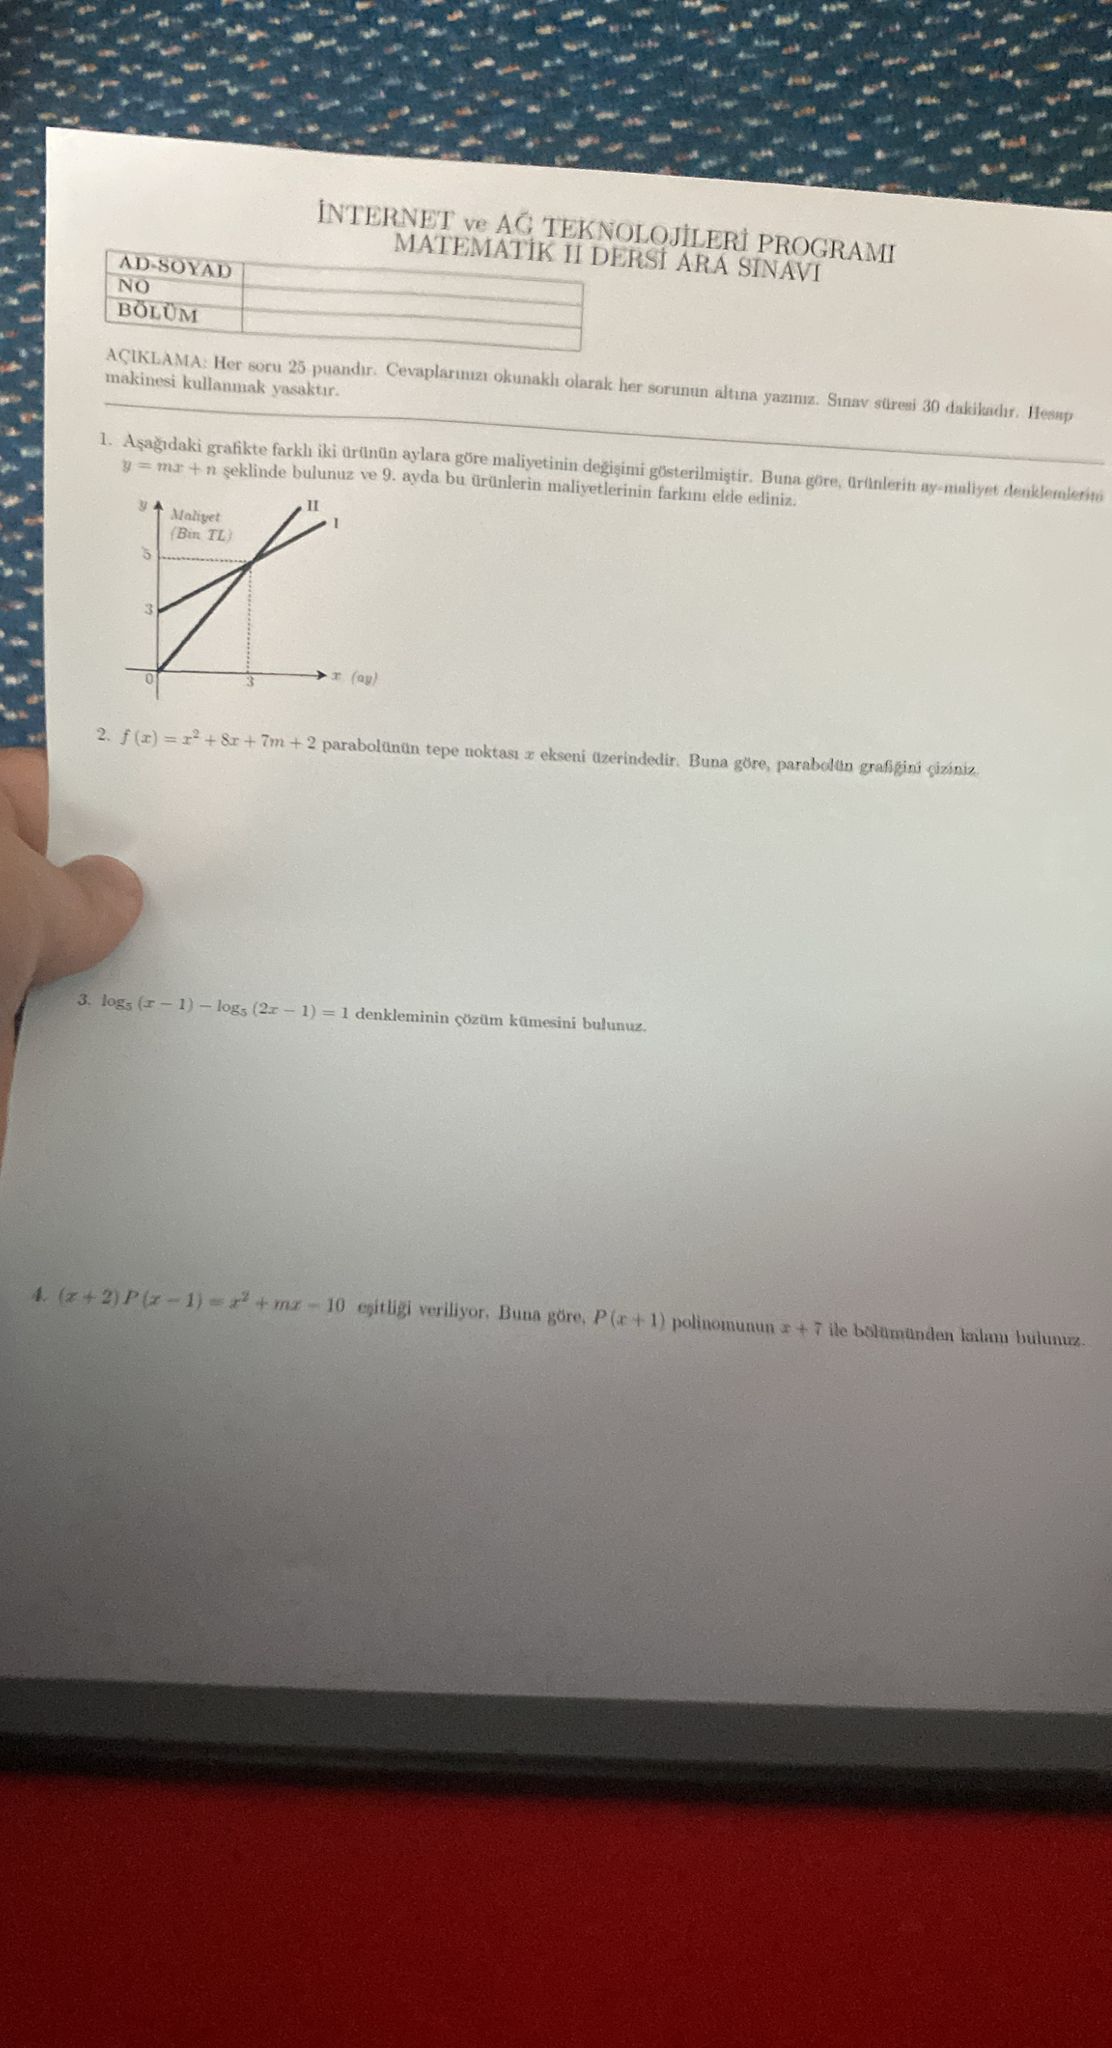 İNTERNET ve AĞ TEKNOLOJİLERİ PROGRAMI
MATEMATİK II DERSİ ARA SINAVI
AD-SOYAD
NO
BÖLÜM
AÇIKLAMA: Her soru 25 puandır. Cevaplarınızı okunaklı olarak her sorunun altına yazınız. Sınav süresi 30 dakikadır. Hesap
makinesi kullanmak yasaktır.
1. Aşağıdaki grafikte farklı iki ürünün aylara göre maliyetinin değişimi gösterilmiştir. Buna göre, ürünlerin ay-maliyet denklemlerini
y = mx + n şeklinde bulunuz ve 9. ayda bu ürünlerin maliyetlerinin farkını elde ediniz.
y
Maliyet
(Bin TL)
II
I
5
3
0
3
x (ay)
2. f (x) = x² + 8x + 7m + 2 parabolünün tepe noktası x ekseni üzerindedir. Buna göre, parabolün grafiğini çiziniz.
3. log₅ (x − 1) − log₅ (2x − 1) = 1 denkleminin çözüm kümesini bulunuz.
4. (x + 2) P (x − 1) = x² + mx − 10 eşitliği veriliyor. Buna göre, P (x + 1) polinomunun x + 7 ile bölümünden kalanı bulunuz.